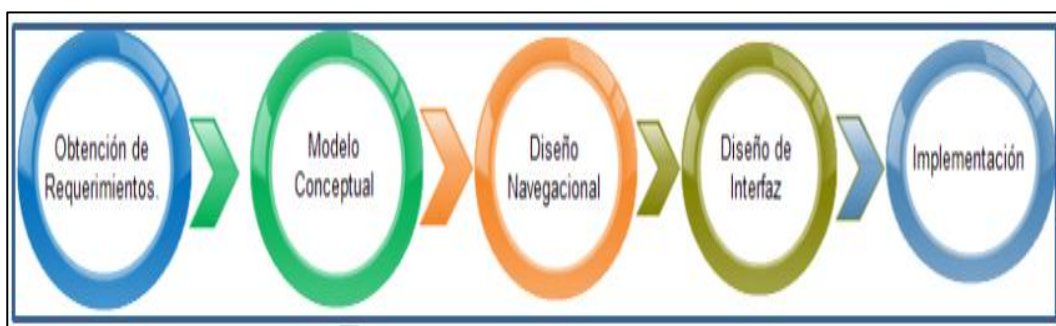 Obtención de
Requerimientos.
Modelo
Conceptual
Diseño
Navegacional
Diseño de
Interfaz
Implementación